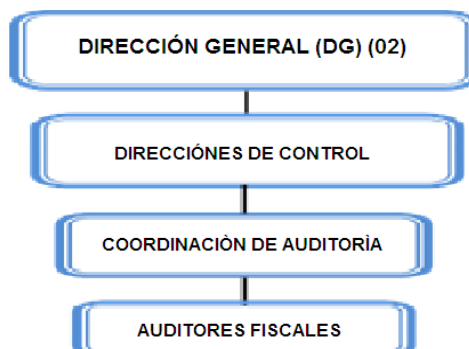 DIRECCIÓN GENERAL (DG) (02)
DIRECCIÓNES DE CONTROL
COORDINACIÒN DE AUDITORÌA
AUDITORES FISCALES